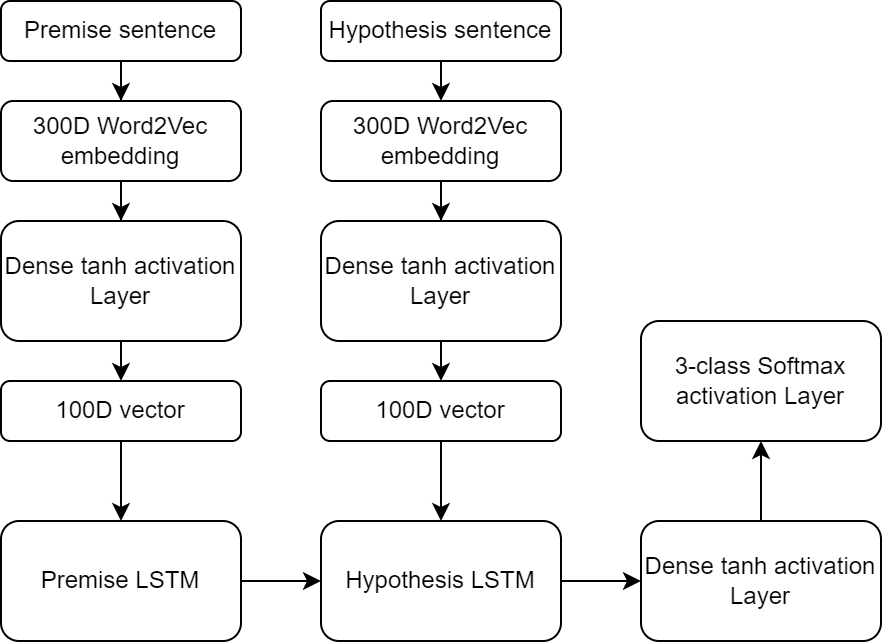 Premise sentence
Hypothesis sentence
300D Word2Vec
embedding
300D Word2Vec
embedding
Dense tanh activation
Layer
Dense tanh activation
Layer
100D vector
100D vector
3-class Softmax
activation Layer
Premise LSTM
Hypothesis LSTM
Dense tanh activation
Layer